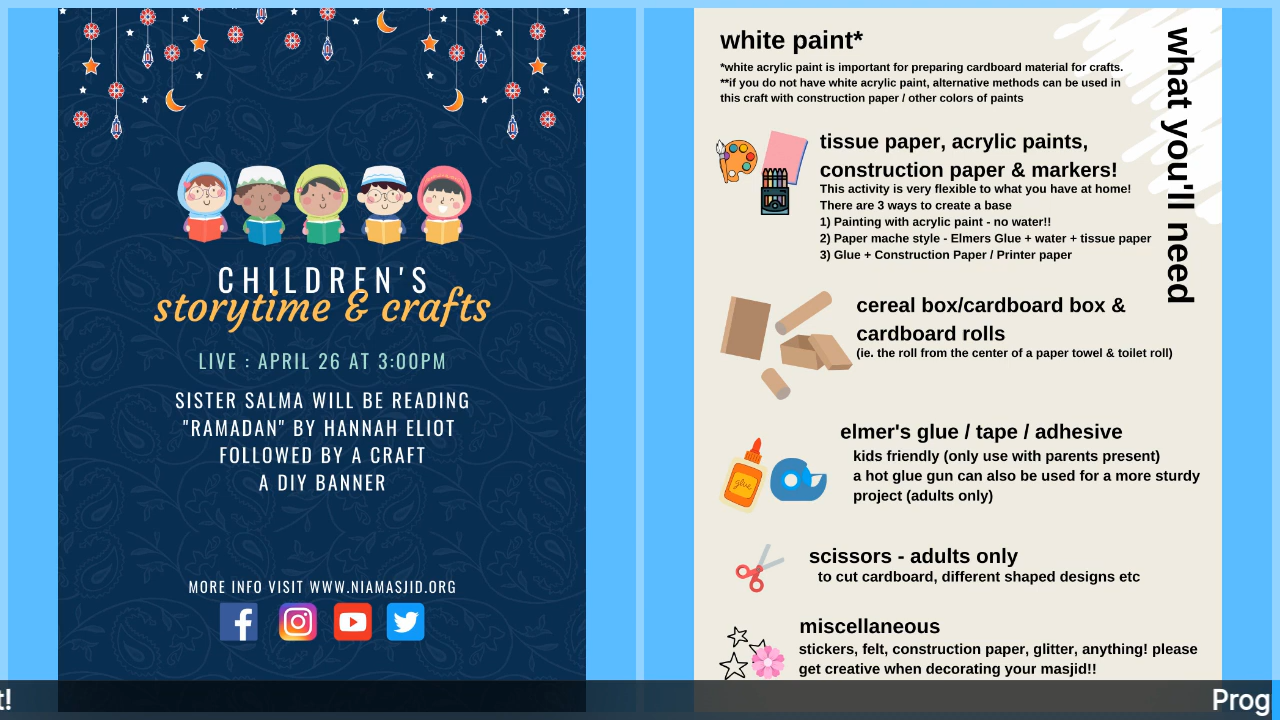 CHILDREN'S
storytime & crafts
LIVE : APRIL 26 AT 3:00PM
SISTER SALMA WILL BE READING
"RAMADAN" BY HANNAH ELIOT
FOLLOWED BY A CRAFT
A DIY BANNER
MORE INFO VISIT WWW.NIAMASJID.ORG
what you'll need
white paint*
*white acrylic paint is important for preparing cardboard material for crafts.
**if you do not have white acrylic paint, alternative methods can be used in
this craft with construction paper / other colors of paints
tissue paper, acrylic paints,
construction paper & markers!
This activity is very flexible to what you have at home!
There are 3 ways to create a base
1) Painting with acrylic paint - no water!!
2) Paper mache style - Elmers Glue + water + tissue paper
3) Glue + Construction Paper / Printer paper
cereal box/cardboard box &
cardboard rolls
(ie. the roll from the center of a paper towel & toilet roll)
elmer's glue / tape / adhesive
kids friendly (only use with parents present)
a hot glue gun can also be used for a more sturdy
project (adults only)
glue
scissors - adults only
to cut cardboard, different shaped designs etc
miscellaneous
stickers, felt, construction paper, glitter, anything! please
get creative when decorating your masjid!!
t!
Prog